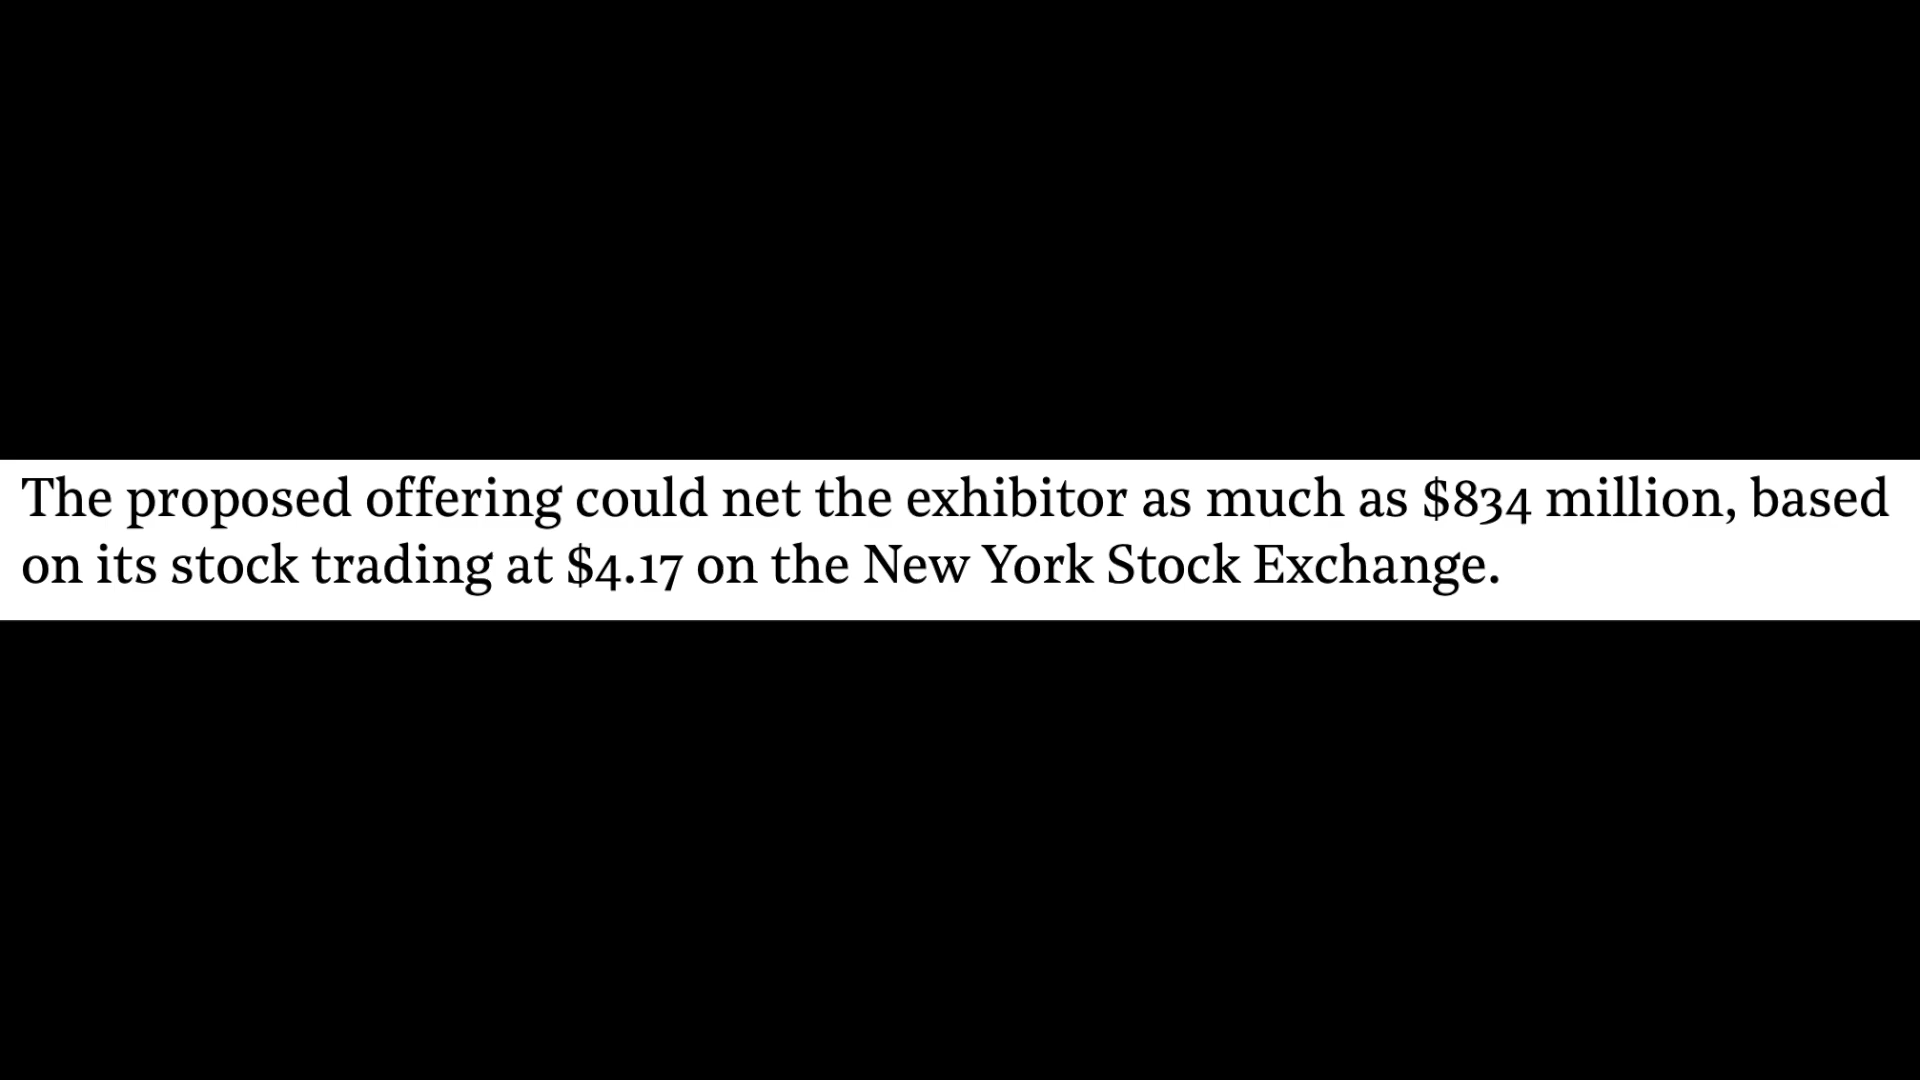 The proposed offering could net the exhibitor as much as $834 million, based
on its stock trading at $4.17 on the New York Stock Exchange.